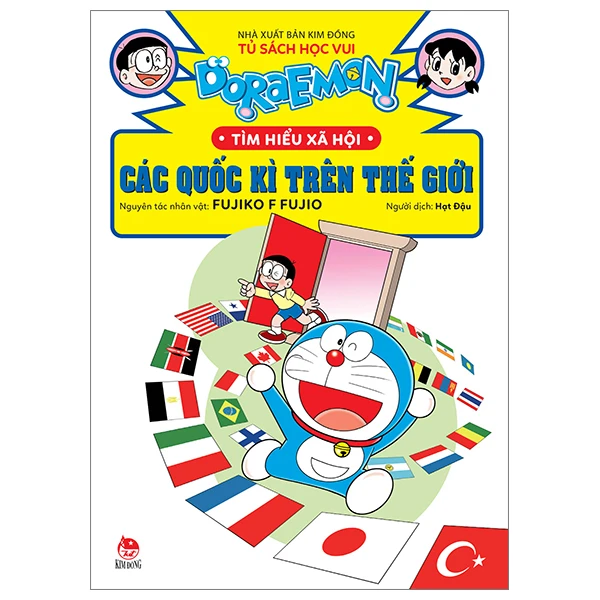 NHÀ XUẤT BẢN KIM ĐỒNG
TỦ SÁCH HỌC VUI
DORAEMON
• TÌM HIỂU XÃ HỘI •
CÁC QUỐC KÌ TRÊN THẾ GIỚI
Nguyên tác nhân vật: FUJIKO F FUJIO
Người dịch: Hạt Đậu
KIM ĐỒNG